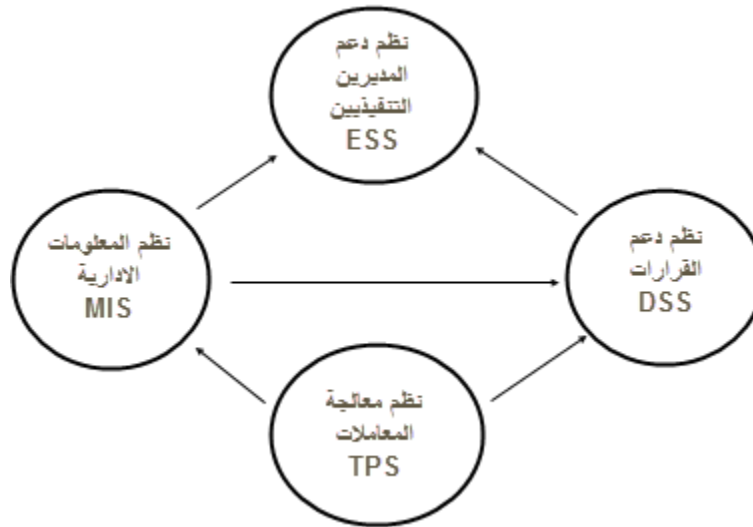 نظم دعم
المديرين
التنفيذيين
ESS
نظم المعلومات
الادارية
MIS
نظم دعم
القرارات
DSS
نظم معالجة
المعاملات
TPS